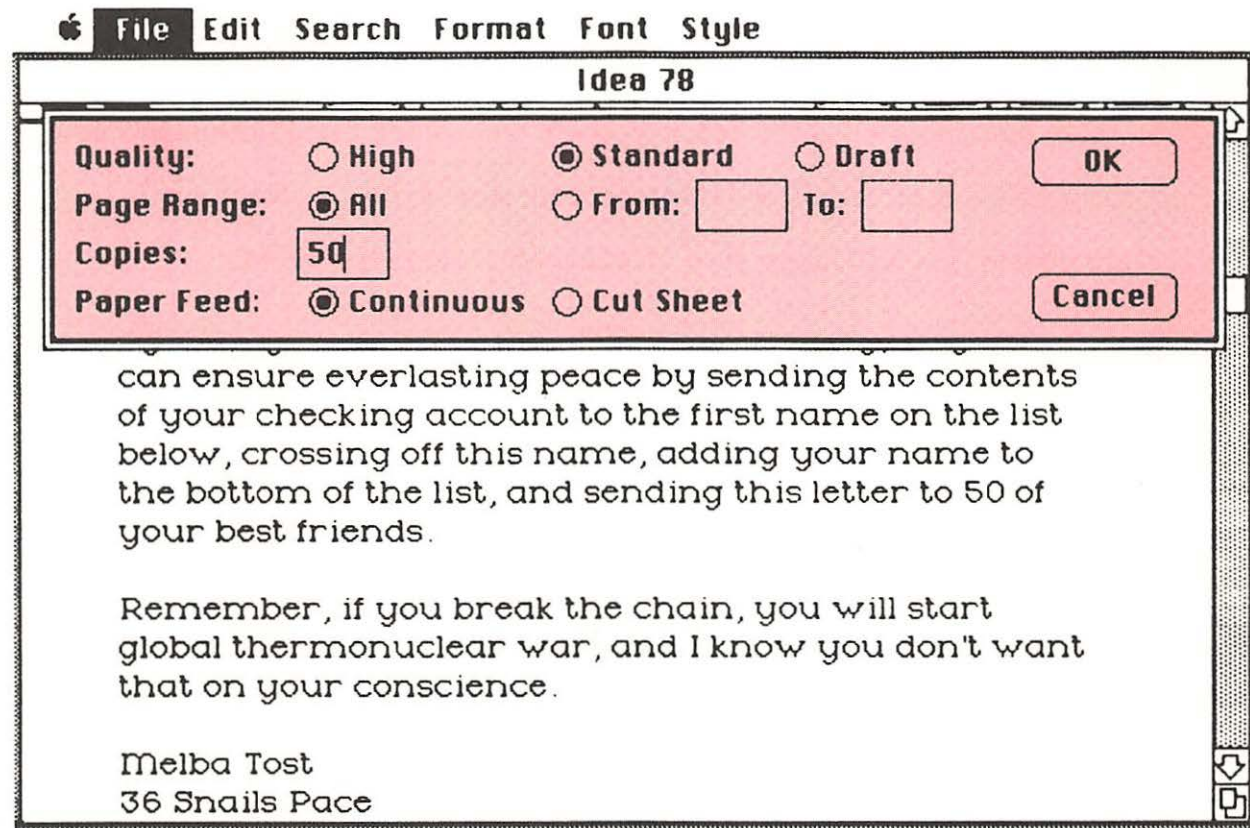 File Edit Search Format Font Style
Idea 78
Quality: High Standard Draft OK
Page Range: All From: To:
Copies: 50
Paper Feed: Continuous Cut Sheet Cancel
can ensure everlasting peace by sending the contents
of your checking account to the first name on the list
below, crossing off this name, adding your name to
the bottom of the list, and sending this letter to 50 of
your best friends.
Remember, if you break the chain, you will start
global thermonuclear war, and I know you don't want
that on your conscience.
Melba Tost
36 Snails Pace